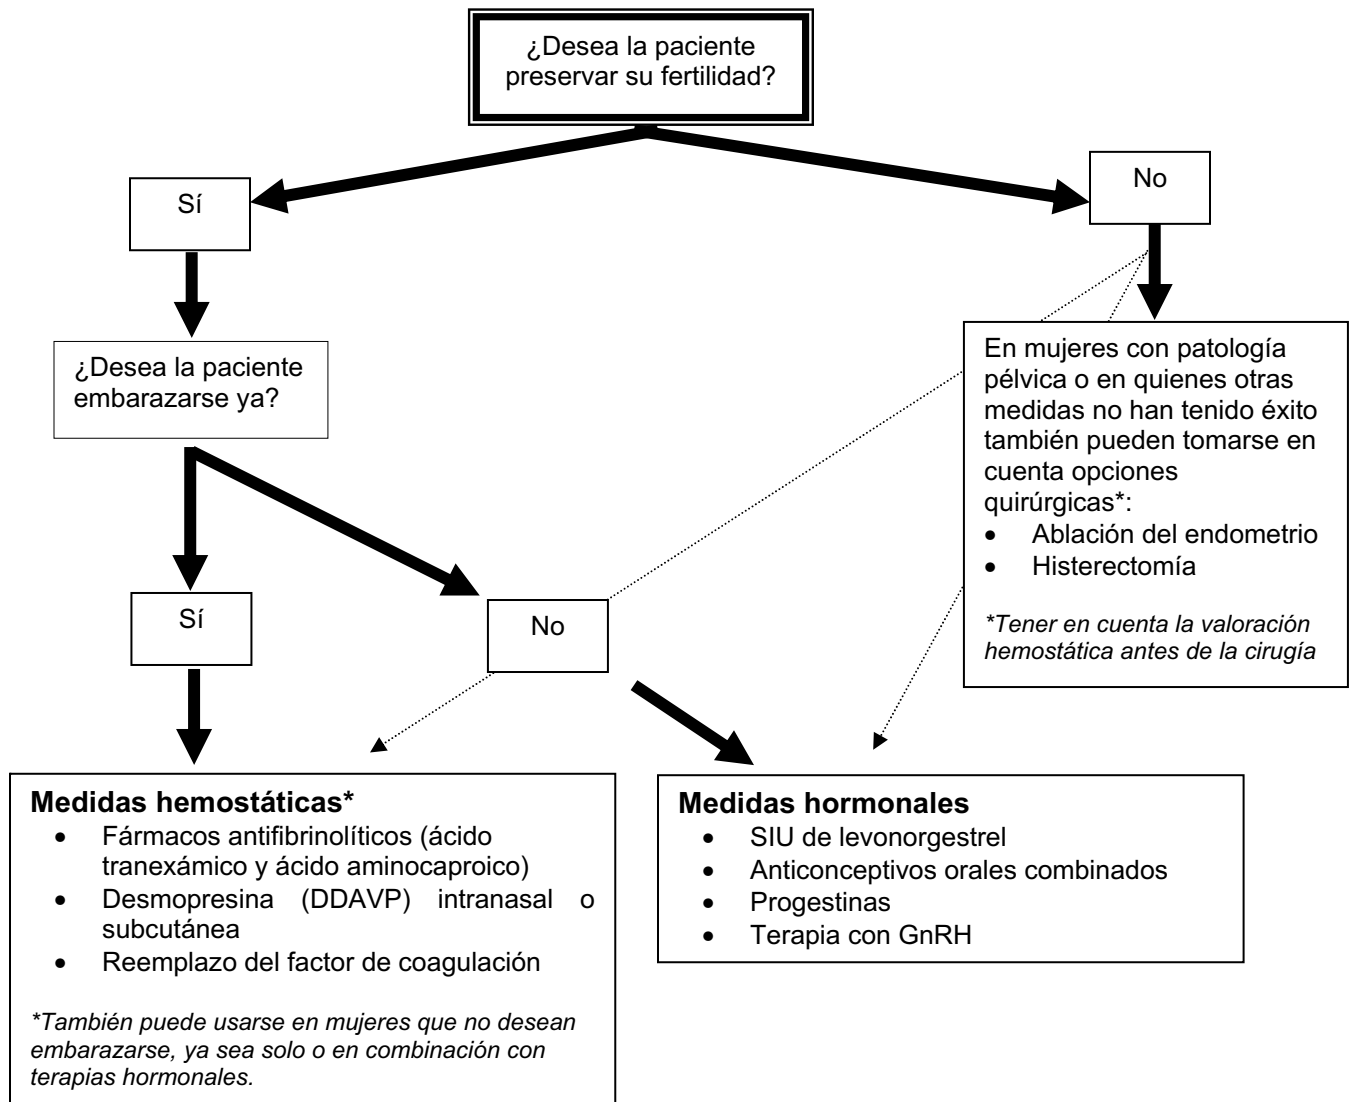 ¿Desea la paciente
preservar su fertilidad?
Sí
No
¿Desea la paciente
embarazarse ya?
En mujeres con patología
pélvica o en quienes otras
medidas no han tenido éxito
también pueden tomarse en
cuenta opciones
quirúrgicas*:
• Ablación del endometrio
• Histerectomía
*Tener en cuenta la valoración
hemostática antes de la cirugía
Sí
No
Medidas hemostáticas*
• Fármacos antifibrinolíticos (ácido
tranexámico y ácido aminocaproico)
• Desmopresina (DDAVP) intranasal o
subcutánea
• Reemplazo del factor de coagulación
*También puede usarse en mujeres que no desean
embarazarse, ya sea solo o en combinación con
terapias hormonales.
Medidas hormonales
• SIU de levonorgestrel
• Anticonceptivos orales combinados
• Progestinas
• Terapia con GnRH